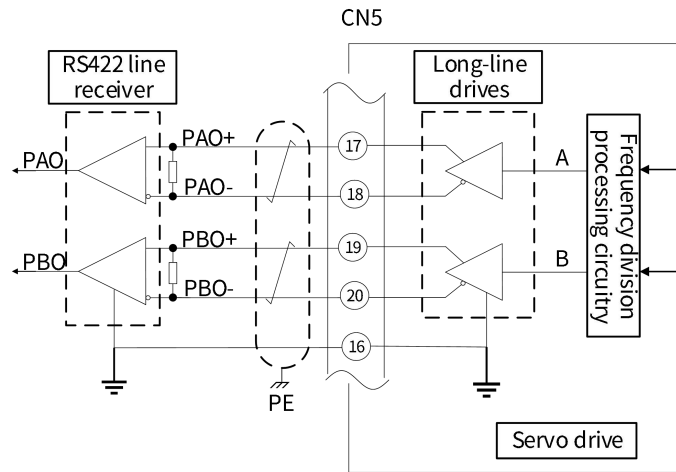 CN5
RS422 line
receiver
Long-line
drives
Frequency division
processing circuitry
PAO+
17
PAO
A
PAO-
18
PBO+
19
PBO
B
PBO-
20
16
PE
Servo drive